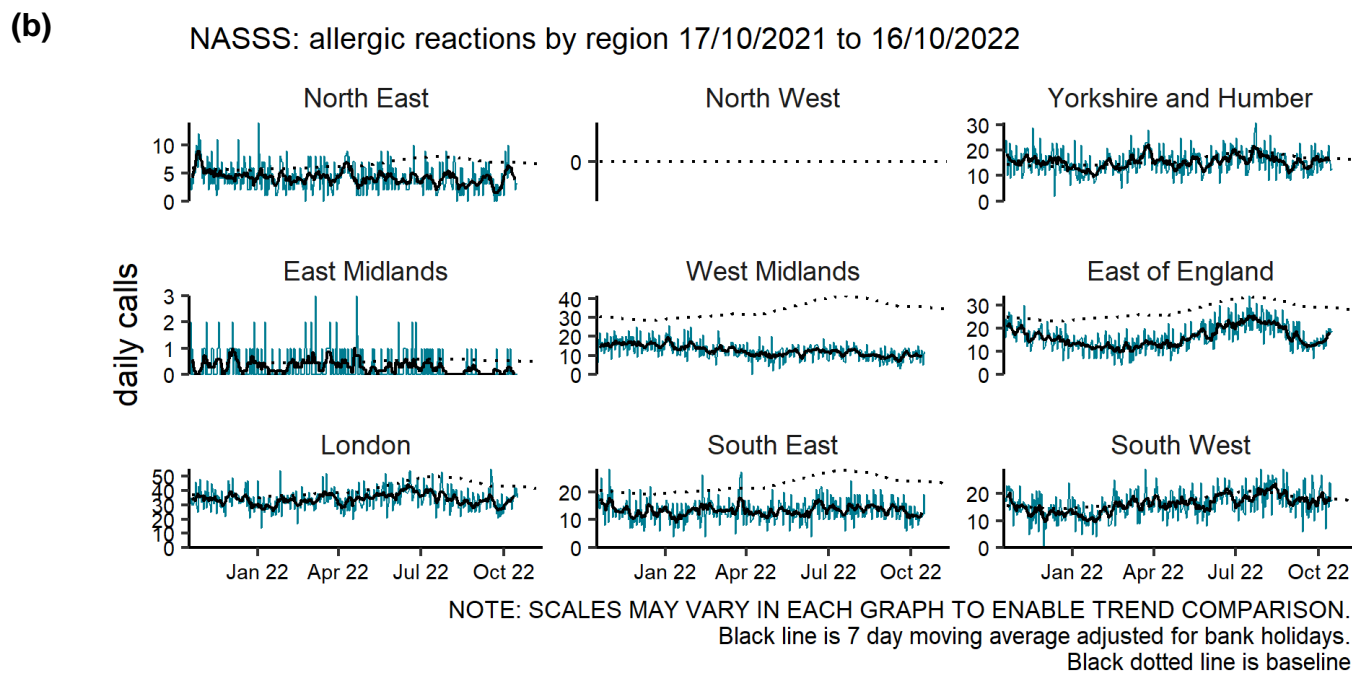 (b)
NASSS: allergic reactions by region 17/10/2021 to 16/10/2022
North East
North West
Yorkshire and Humber
10
5
0
0
30
20
10
0
daily calls
East Midlands
West Midlands
East of England
3
2
1
0
40
30
20
10
0
30
20
10
0
London
South East
South West
50
40
30
20
10
0
20
10
0
20
10
0
Jan 22 Apr 22 Jul 22 Oct 22
Jan 22 Apr 22 Jul 22 Oct 22
Jan 22 Apr 22 Jul 22 Oct 22
NOTE: SCALES MAY VARY IN EACH GRAPH TO ENABLE TREND COMPARISON.
Black line is 7 day moving average adjusted for bank holidays.
Black dotted line is baseline